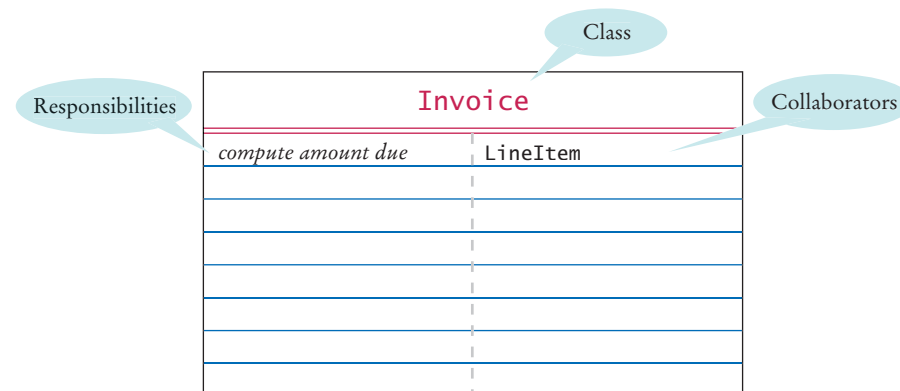 Class
Invoice
Responsibilities
Collaborators
compute amount due LineItem